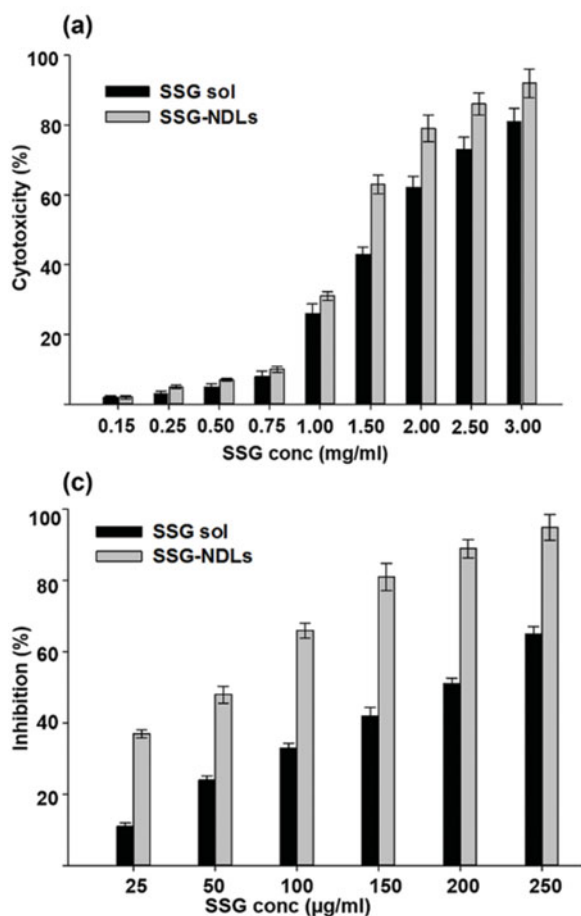 (a)
100
80
60
40
20
Cytotoxicity (%)
SSG sol
SSG-NDLs
0.15 0.25 0.50 0.75 1.00 1.50 2.00 2.50 3.00
SSG conc (mg/ml)
(c)
100
80
60
40
20
Inhibition (%)
SSG sol
SSG-NDLs
25 50 100 150 200 250
SSG conc (µg/ml)